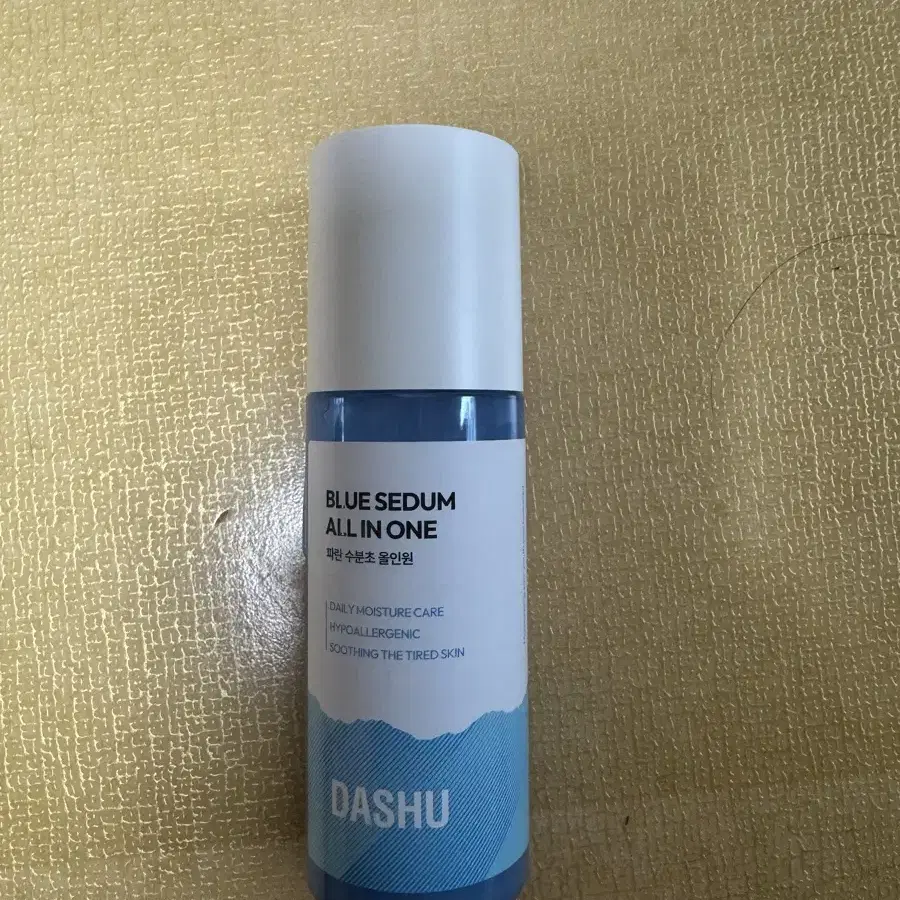 BLUE SEDUM
ALL IN ONE
파란 수분초 올인원
DAILY MOISTURE CARE
HYPOALLERGENIC
SOOTHING THE TIRED SKIN
DASHU